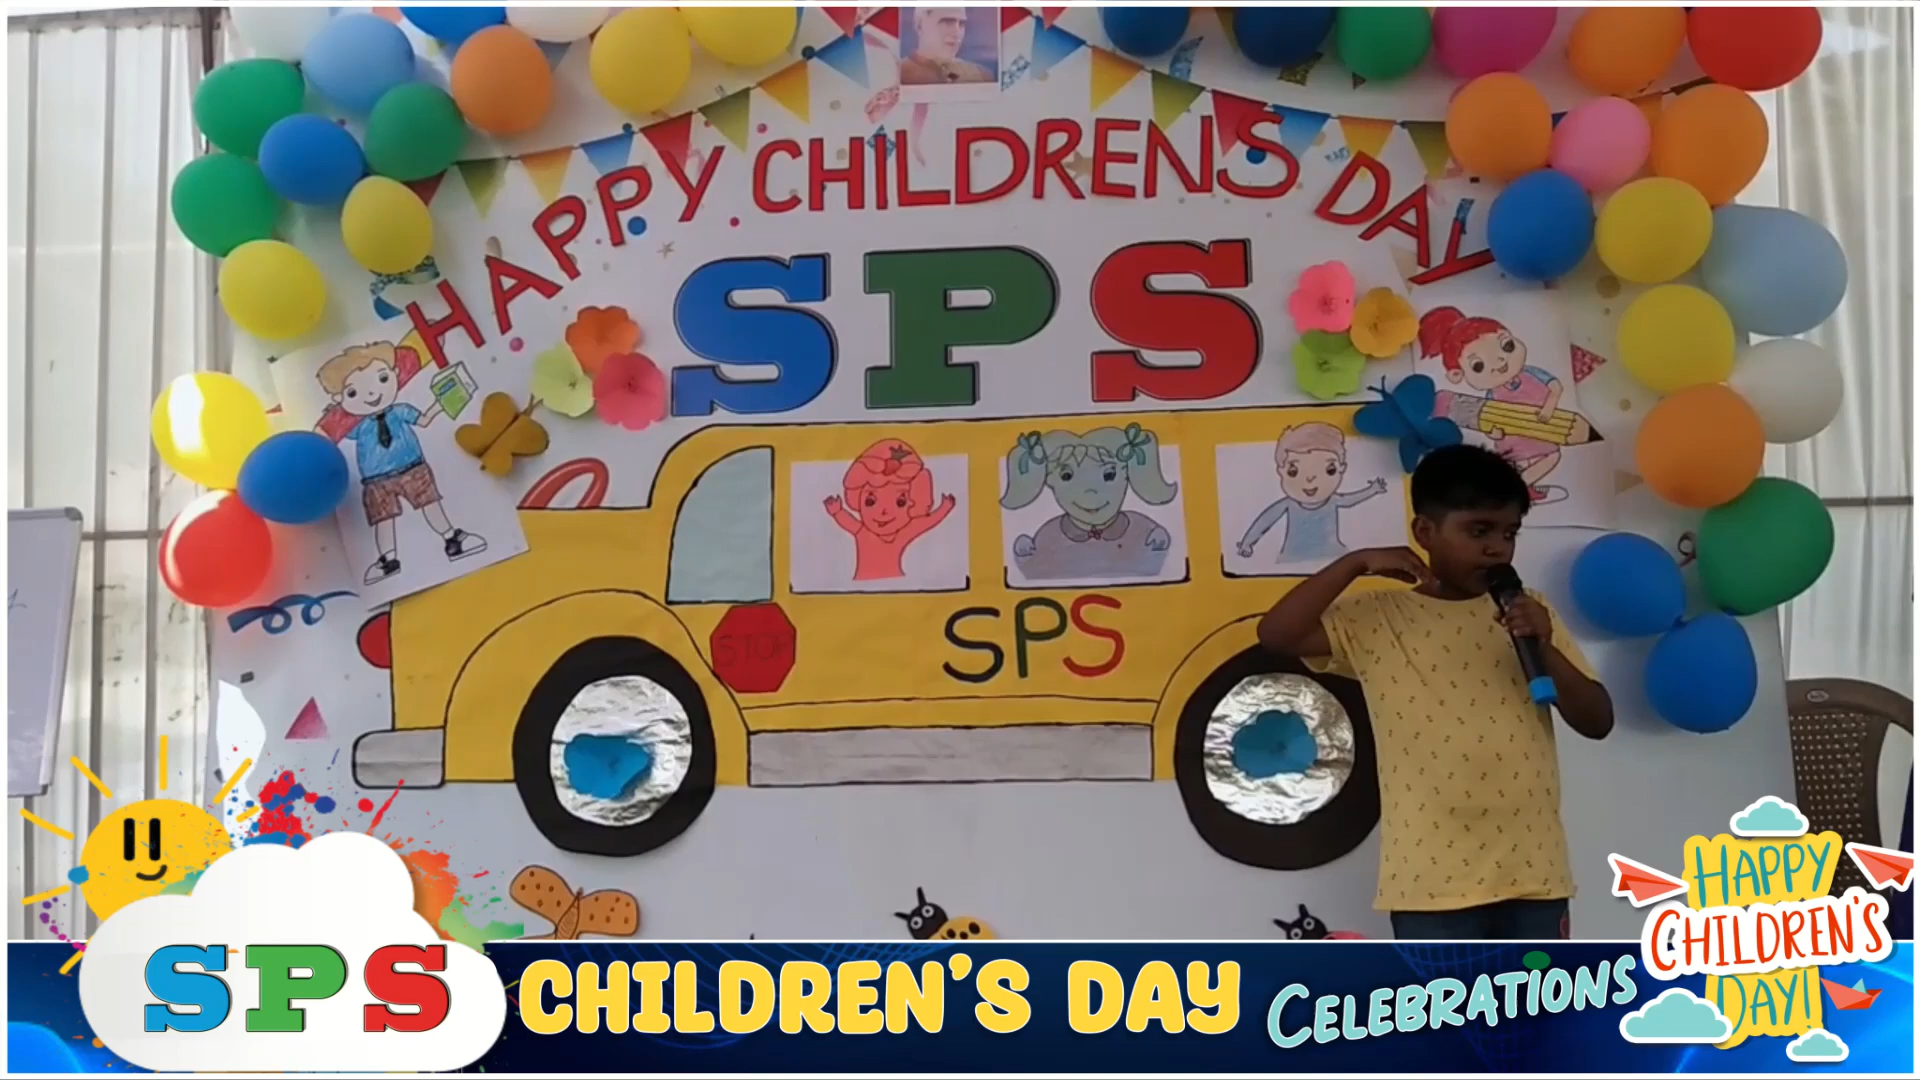 HAPPY CHILDRENS DAY
SPS
STOP
SPS
SPS
CHILDREN'S DAY
CELEBRATIONS
HAPPY
CHILDREN'S
DAY!